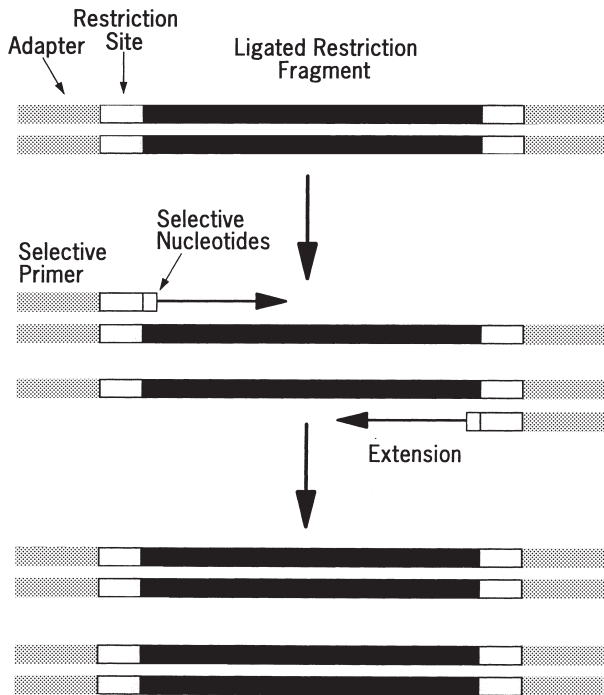 Restriction
Site
Adapter
Ligated Restriction
Fragment
Selective
Nucleotides
Selective
Primer
Extension